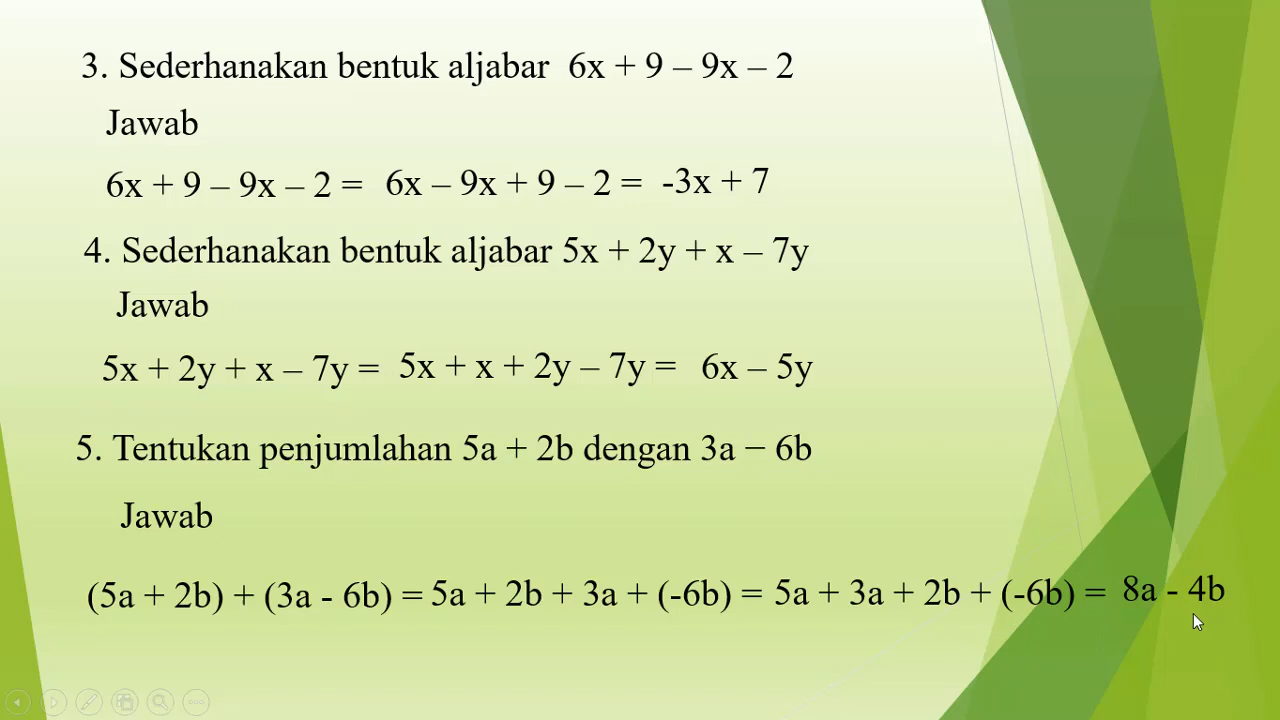 3. Sederhanakan bentuk aljabar 6x + 9 – 9x – 2
Jawab
6x + 9 – 9x – 2 = 6x – 9x + 9 – 2 = -3x + 7
4. Sederhanakan bentuk aljabar 5x + 2y + x – 7y
Jawab
5x + 2y + x – 7y = 5x + x + 2y – 7y = 6x – 5y
5. Tentukan penjumlahan 5a + 2b dengan 3a − 6b
Jawab
(5a + 2b) + (3a - 6b) = 5a + 2b + 3a + (-6b) = 5a + 3a + 2b + (-6b) = 8a - 4b